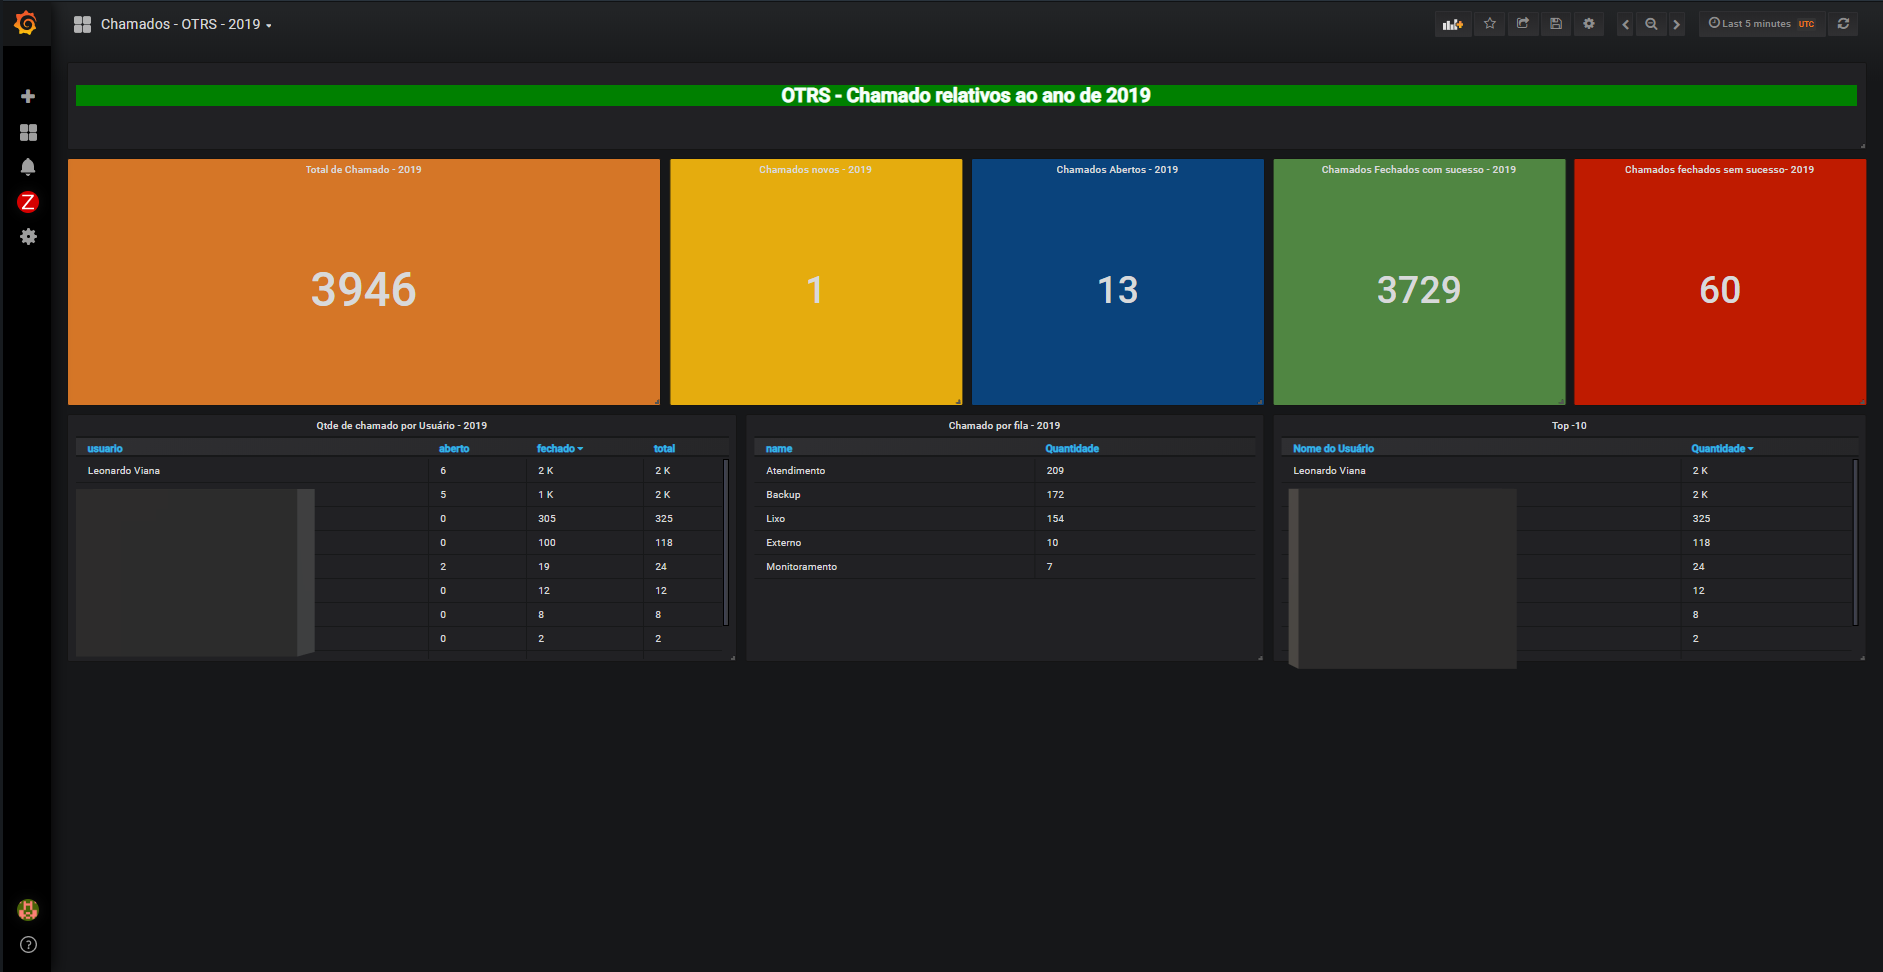 Chamados - OTRS - 2019
Last 5 minutes UTC
OTRS - Chamado relativos ao ano de 2019
Total de Chamado - 2019
3946
Chamados novos - 2019
1
Chamados Abertos - 2019
13
Chamados Fechados com sucesso - 2019
3729
Chamados fechados sem sucesso- 2019
60
Qtde de chamado por Usuário - 2019
usuario aberto fechado total
Leonardo Viana 6 2 K 2 K
5 1 K 2 K
0 305 325
0 100 118
2 19 24
0 12 12
0 8 8
0 2 2
Chamado por fila - 2019
name Quantidade
Atendimento 209
Backup 172
Lixo 154
Externo 10
Monitoramento 7
Top -10
Nome do Usuário Quantidade
Leonardo Viana 2 K
2 K
325
118
24
12
8
2
Z
?